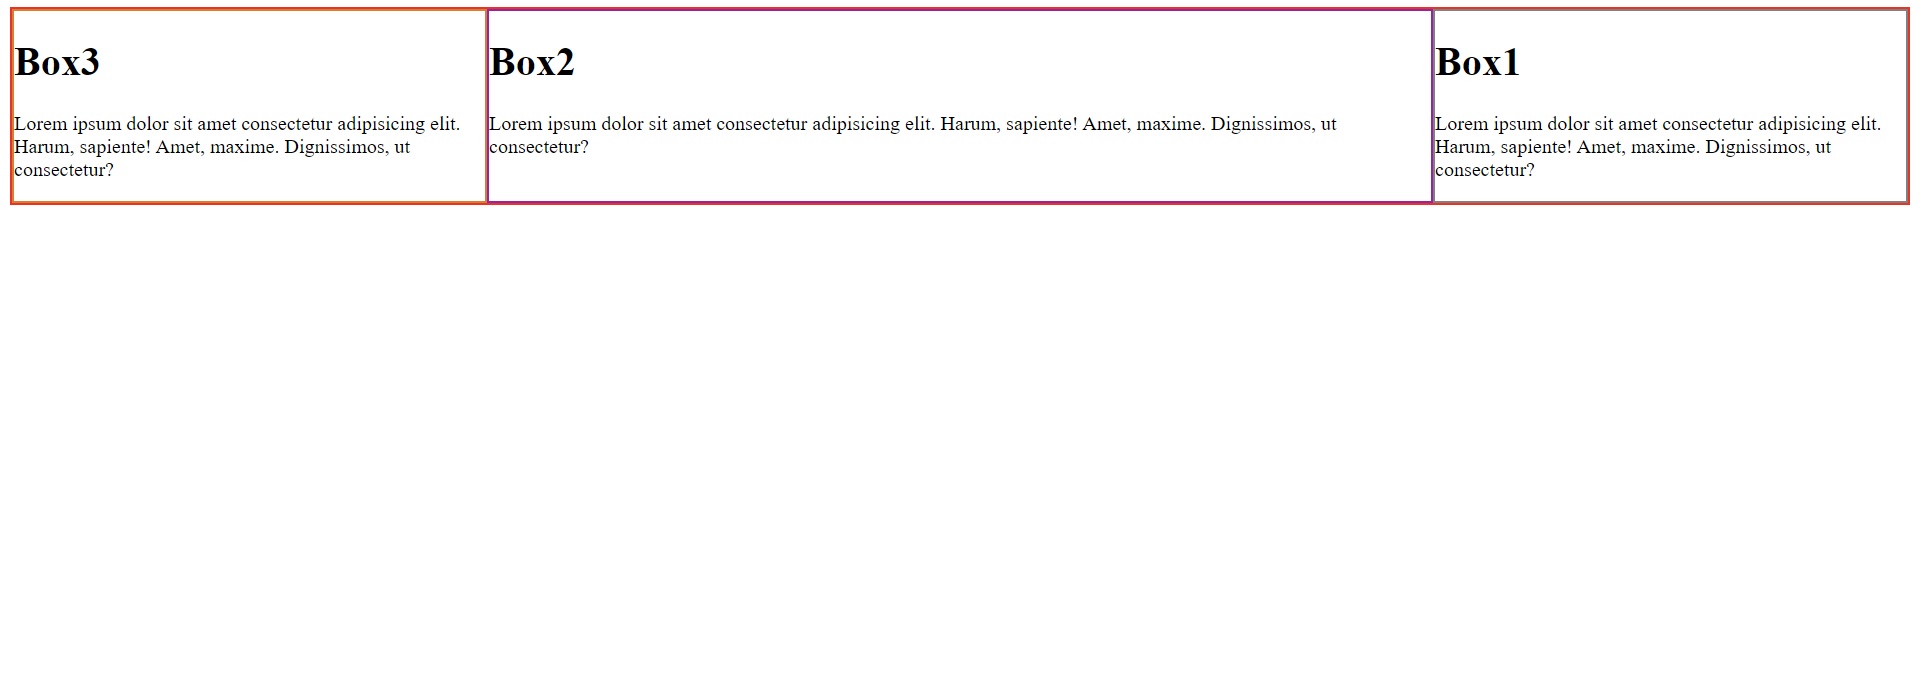 Box3
Lorem ipsum dolor sit amet consectetur adipisicing elit.
Harum, sapiente! Amet, maxime. Dignissimos, ut
consectetur?
Box2
Lorem ipsum dolor sit amet consectetur adipisicing elit. Harum, sapiente! Amet, maxime. Dignissimos, ut
consectetur?
Box1
Lorem ipsum dolor sit amet consectetur adipisicing elit.
Harum, sapiente! Amet, maxime. Dignissimos, ut
consectetur?